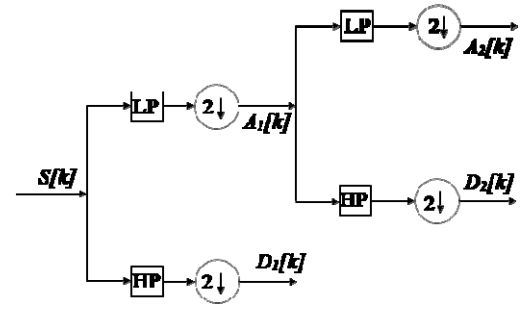 LP 2↓ A2[k]
S[k] LP 2↓ A1[k]
HP 2↓ D2[k]
HP 2↓ D1[k]